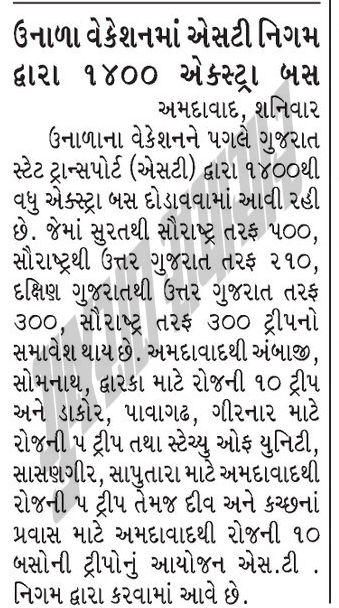 ઉનાળા વેકેશનમાં એસટી નિગમ
દ્વારા ૧૪૦૦ એક્સ્ટ્રા બસ
અમદાવાદ, શનિવાર
ઉનાળાના વેકેશનને પગલે ગુજરાત
સ્ટેટ ટ્રાન્સપોર્ટ (એસટી) દ્વારા ૧૪૦૦થી
વધુ એક્સ્ટ્રા બસ દોડાવવામાં આવી રહી
છે. જેમાં સુરતથી સૌરાષ્ટ્ર તરફ ૫૦૦,
સૌરાષ્ટ્રથી ઉત્તર ગુજરાત તરફ ૨૧૦,
દક્ષિણ ગુજરાતથી ઉત્તર ગુજરાત તરફ
૩૦૦, સૌરાષ્ટ્ર તરફ ૩૦૦ ટ્રીપનો
સમાવેશ થાય છે. અમદાવાદથી અંબાજી,
સોમનાથ, દ્વારકા માટે રોજની ૧૦ ટ્રીપ
અને ડાકોર, પાવાગઢ, ગીરનાર માટે
રોજની ૫ ટ્રીપ તથા સ્ટેચ્યુ ઓફ યુનિટી,
સાસણગીર, સાપુતારા માટે અમદાવાદથી
રોજની ૫ ટ્રીપ તેમજ દીવ અને કચ્છનાં
પ્રવાસ માટે અમદાવાદથી રોજની ૧૦
બસોની ટ્રીપોનું આયોજન એસ.ટી .
નિગમ દ્વારા કરવામાં આવે છે.